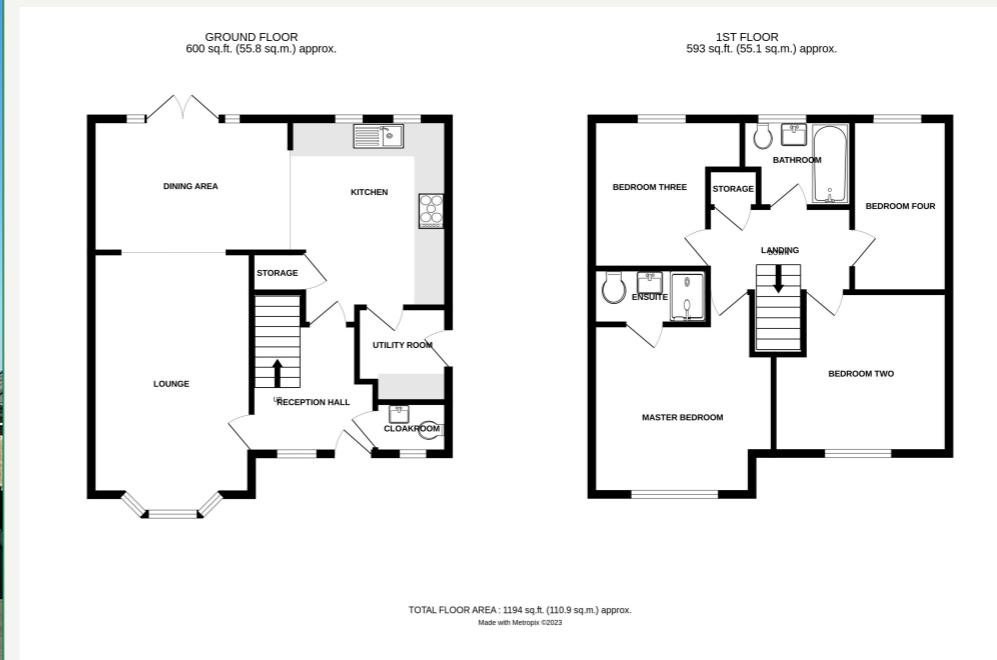 GROUND FLOOR
600 sq.ft. (55.8 sq.m.) approx.
1ST FLOOR
593 sq.ft. (55.1 sq.m.) approx.
DINING AREA
KITCHEN
STORAGE
UTILITY ROOM
LOUNGE
UP
RECEPTION HALL
CLOAKROOM
BATHROOM
BEDROOM THREE
STORAGE
BEDROOM FOUR
LANDING
DOWN
ENSUITE
BEDROOM TWO
MASTER BEDROOM
TOTAL FLOOR AREA : 1194 sq.ft. (110.9 sq.m.) approx.
Made with Metropix ©2023